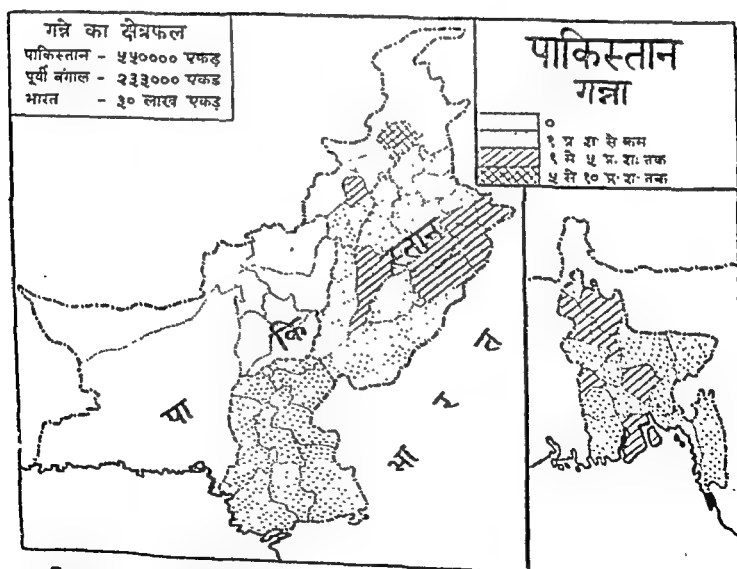 गन्ने का क्षेत्रफल
पाकिस्तान - ५५०००० एकड़
पूर्वी बंगाल - २३३००० एकड
भारत - ३० लाख एकड़
पाकिस्तान
गन्ना
०
१ प्र श से कम
१ से ५ प्र. श. तक
५ से १० प्र. श. तक
पा
कि
स्तान
भा
र
त